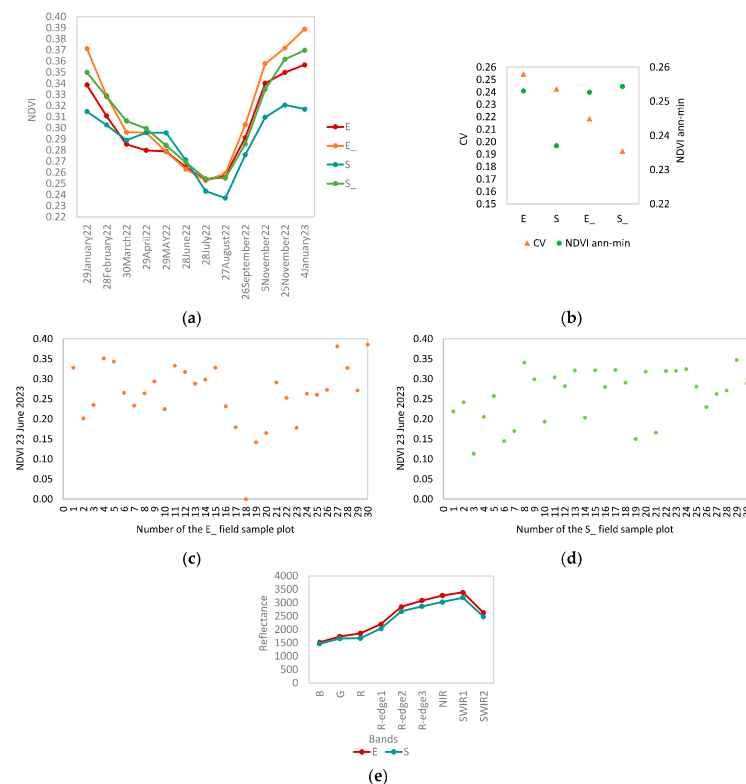 0.40
0.39
0.38
0.37
0.36
0.35
0.34
0.33
0.32
0.31
0.30
0.29
0.28
0.27
0.26
0.25
0.24
0.23
0.22
NDVI
29January22
28February22
30March22
29April22
29MAY22
28June22
28July22
27August22
26September22
5November22
25November22
4January23
E
E_
S
S_
(a)
0.26
0.25
0.24
0.23
0.22
0.21
0.20
0.19
0.18
0.17
0.16
0.15
CV
0.26
0.25
0.24
0.23
0.22
NDVI ann-min
E S E_ S_
CV NDVI ann-min
(b)
0.40
0.30
0.25
0.20
0.15
0.10
0.00
NDVI 23 June 2023
0 1 2 3 4 5 6 7 8 9 10 11 12 13 14 15 16 17 18 19 20 21 22 23 24 25 26 27 28 29 30
Number of the E_ field sample plot
(c)
0.40
0.30
0.25
0.20
0.15
0.10
0.00
NDVI 23 June 2023
0 1 2 3 4 5 6 7 8 9 10 11 12 13 14 15 16 17 18 19 20 21 22 23 24 25 26 27 28 29
Number of the S_ field sample plot
(d)
4000
3500
3000
2500
2000
1500
1000
500
0
Reflectance
B
G
R
R-edge1
R-edge2
R-edge3
NIR
SWIR1
SWIR2
Bands
E S
(e)